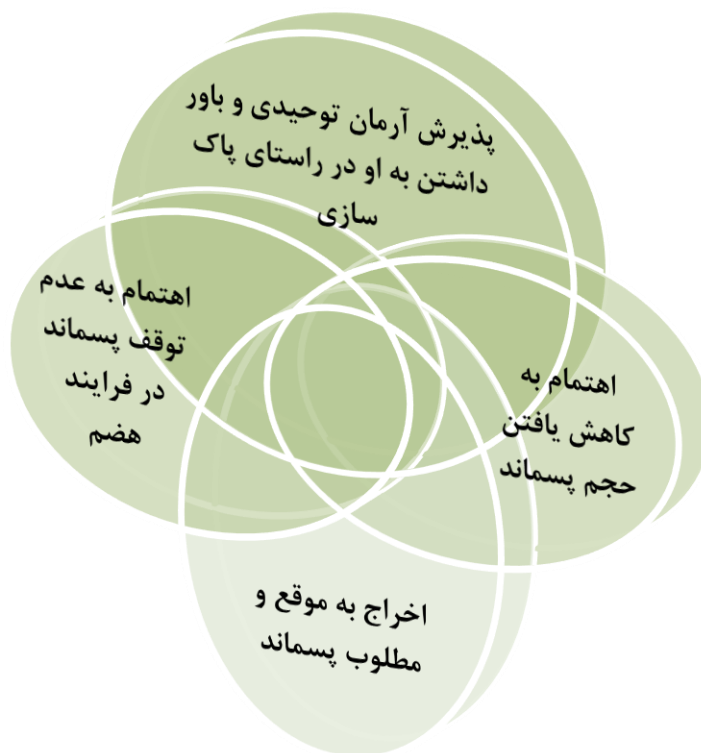 پذیرش آرمان توحیدی و باور
داشتن به او در راستای پاک
سازی
اهتمام به
کاهش یافتن
حجم پسماند
اهتمام به عدم
توقف پسماند
در فرایند
هضم
اخراج به موقع و
مطلوب پسماند